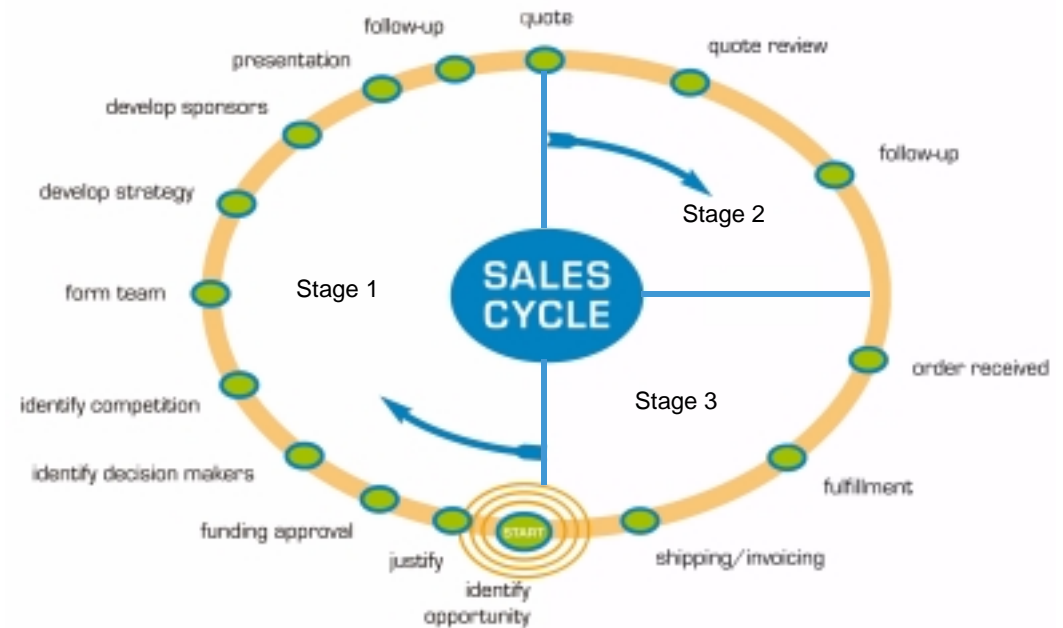 quote
follow-up
quote review
presentation
develop sponsors
follow-up
develop strategy
Stage 2
SALES
CYCLE
Stage 1
form team
order received
Stage 3
identify competition
identify decision makers
fulfillment
funding approval
START
justify
shipping/invoicing
identify
opportunity